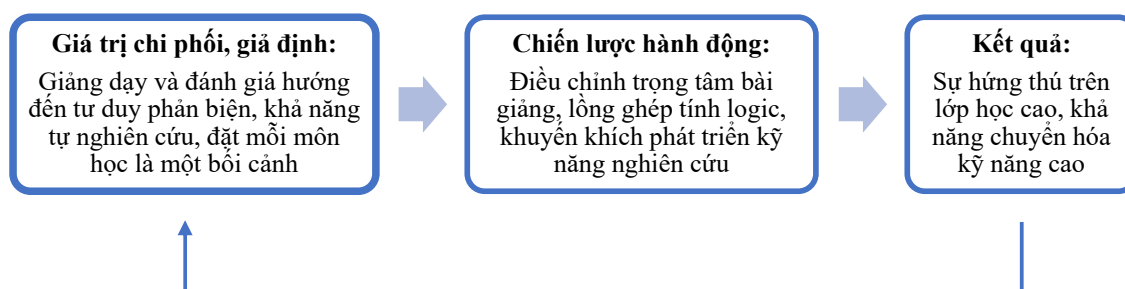 Giá trị chi phối, giả định:
Giảng dạy và đánh giá hướng
đến tư duy phản biện, khả năng
tự nghiên cứu, đặt mỗi môn
học là một bối cảnh
Chiến lược hành động:
Điều chỉnh trọng tâm bài
giảng, lồng ghép tính logic,
khuyến khích phát triển kỹ
năng nghiên cứu
Kết quả:
Sự hứng thú trên
lớp học cao, khả
năng chuyển hóa
kỹ năng cao